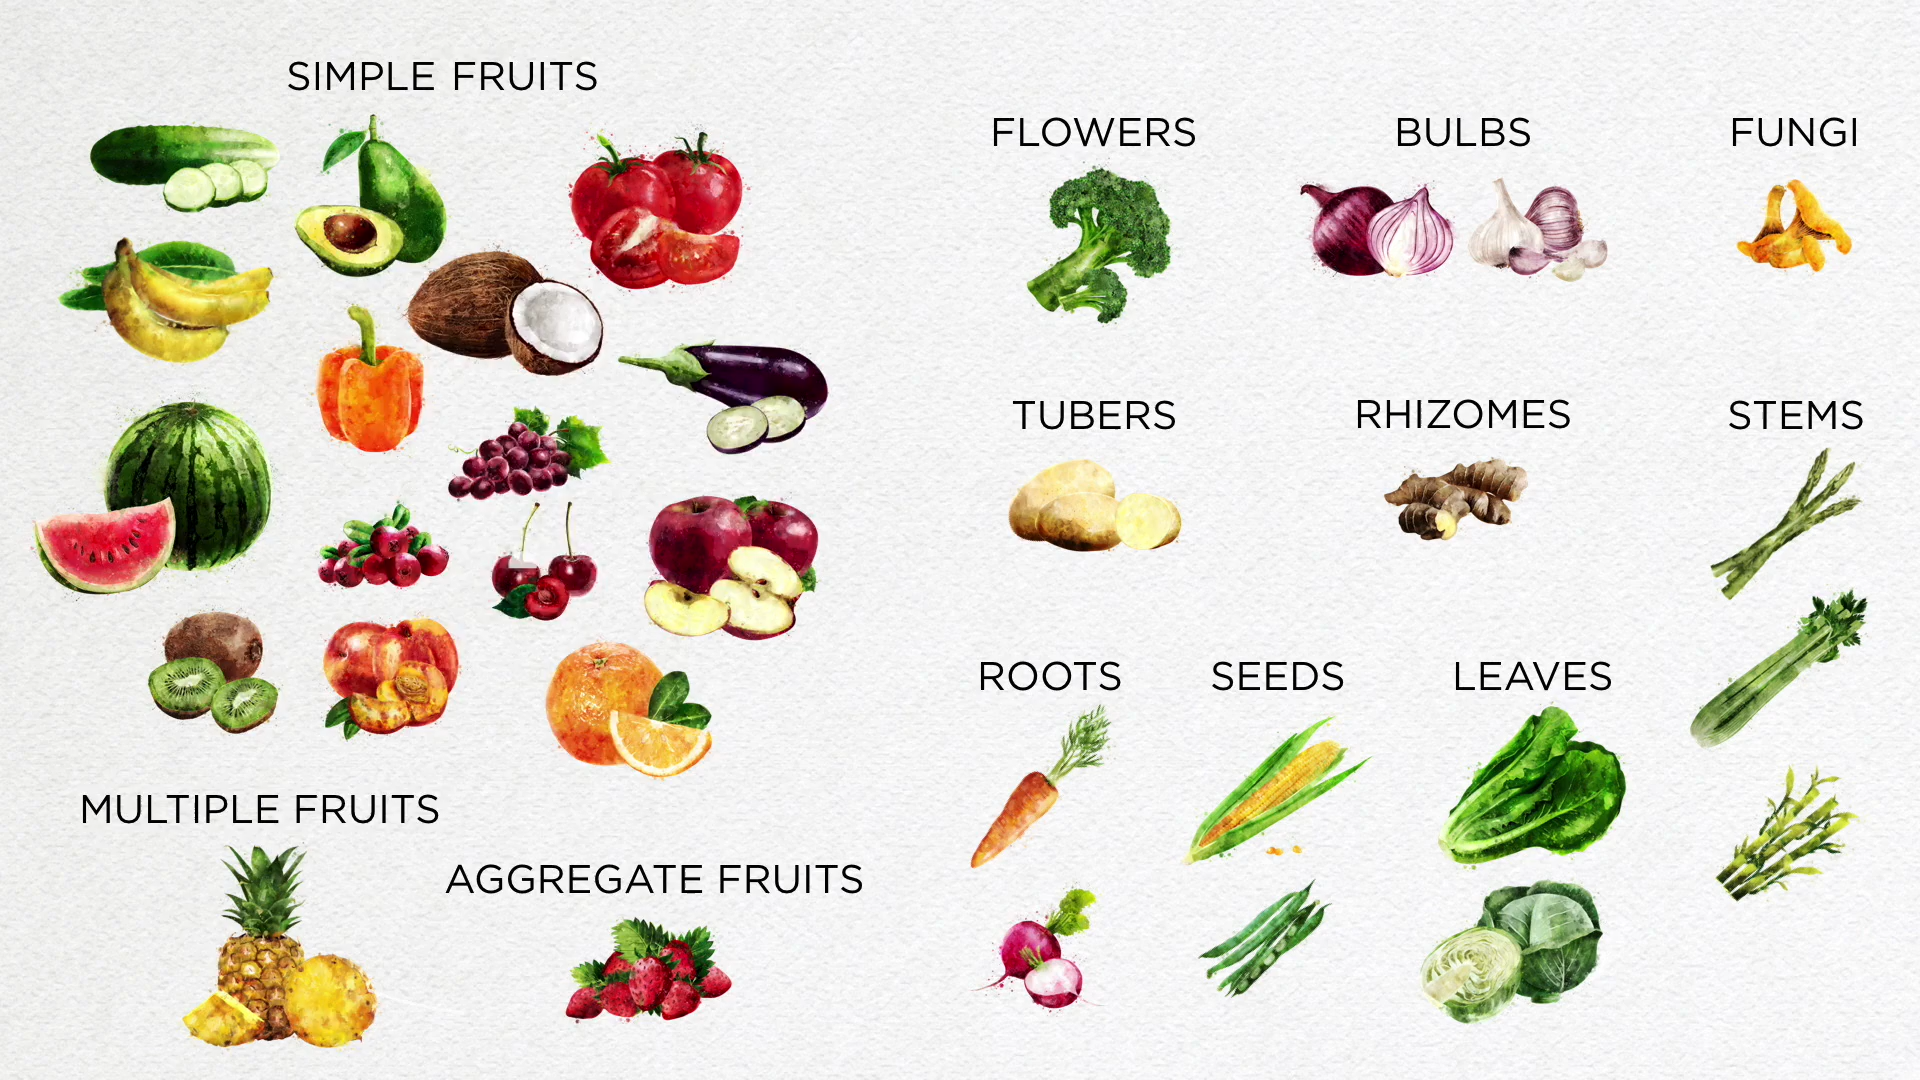 SIMPLE FRUITS
MULTIPLE FRUITS
AGGREGATE FRUITS
FLOWERS
BULBS
FUNGI
TUBERS
RHIZOMES
STEMS
ROOTS
SEEDS
LEAVES